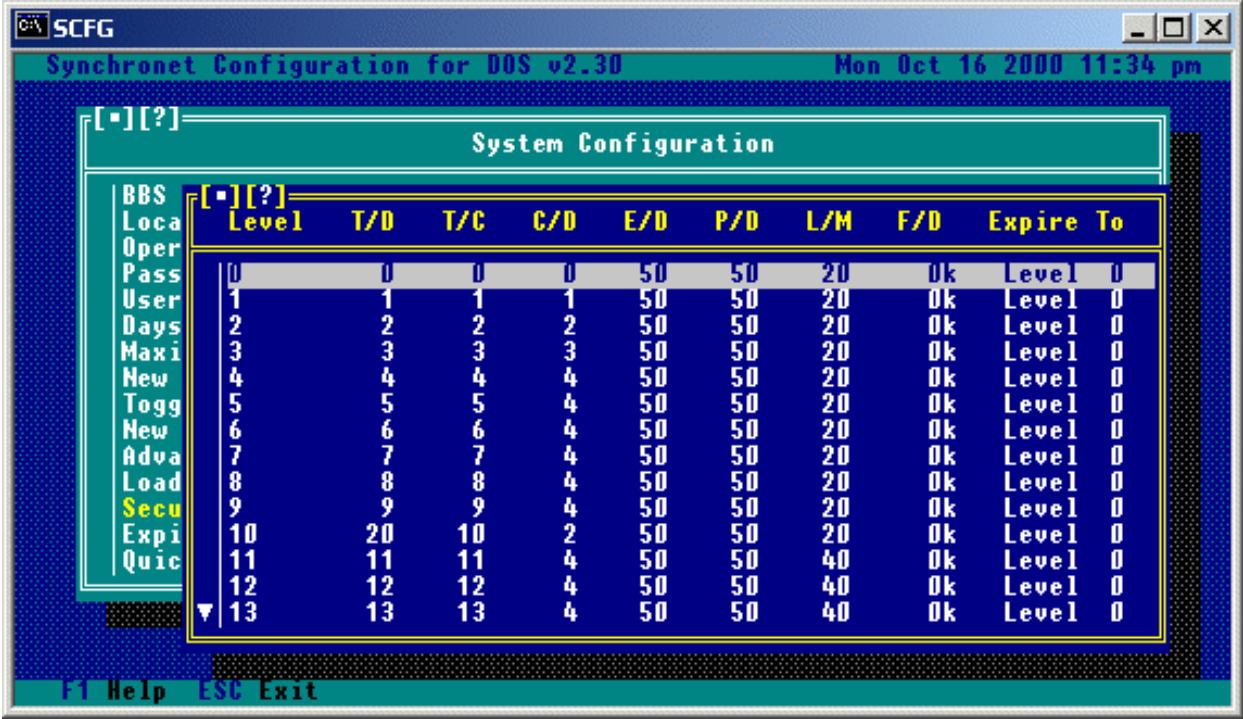 SCFG
Synchronet Configuration for DOS v2.30 Mon Oct 16 2000 11:34 pm
[▪][?]
System Configuration
BBS
Loca
Oper
Pass
User
Days
Maxi
New
Togg
New
Adva
Load
Secu
Expi
Quic
[▪][?]
Level T/D T/C C/D E/D P/D L/M F/D Expire To
0 0 0 0 50 50 20 0k Level 0
1 1 1 1 50 50 20 0k Level 0
2 2 2 2 50 50 20 0k Level 0
3 3 3 3 50 50 20 0k Level 0
4 4 4 4 50 50 20 0k Level 0
5 5 5 4 50 50 20 0k Level 0
6 6 6 4 50 50 20 0k Level 0
7 7 7 4 50 50 20 0k Level 0
8 8 8 4 50 50 20 0k Level 0
9 9 9 4 50 50 20 0k Level 0
10 20 10 2 50 50 20 0k Level 0
11 11 11 4 50 50 40 0k Level 0
12 12 12 4 50 50 40 0k Level 0
▼ 13 13 13 4 50 50 40 0k Level 0
F1 Help ESC Exit